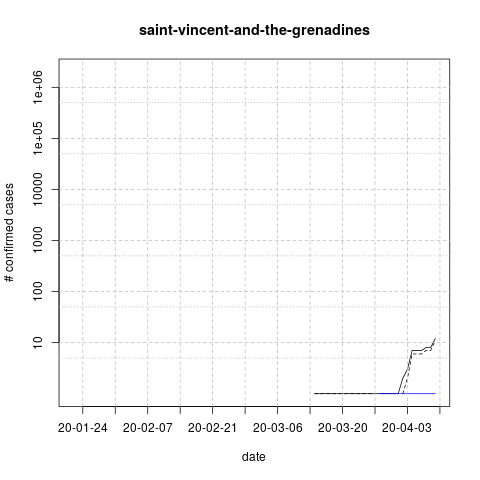 saint-vincent-and-the-grenadines
1e+06
1e+05
10000
1000
100
10
# confirmed cases
20-01-24 20-02-07 20-02-21 20-03-06 20-03-20 20-04-03
date